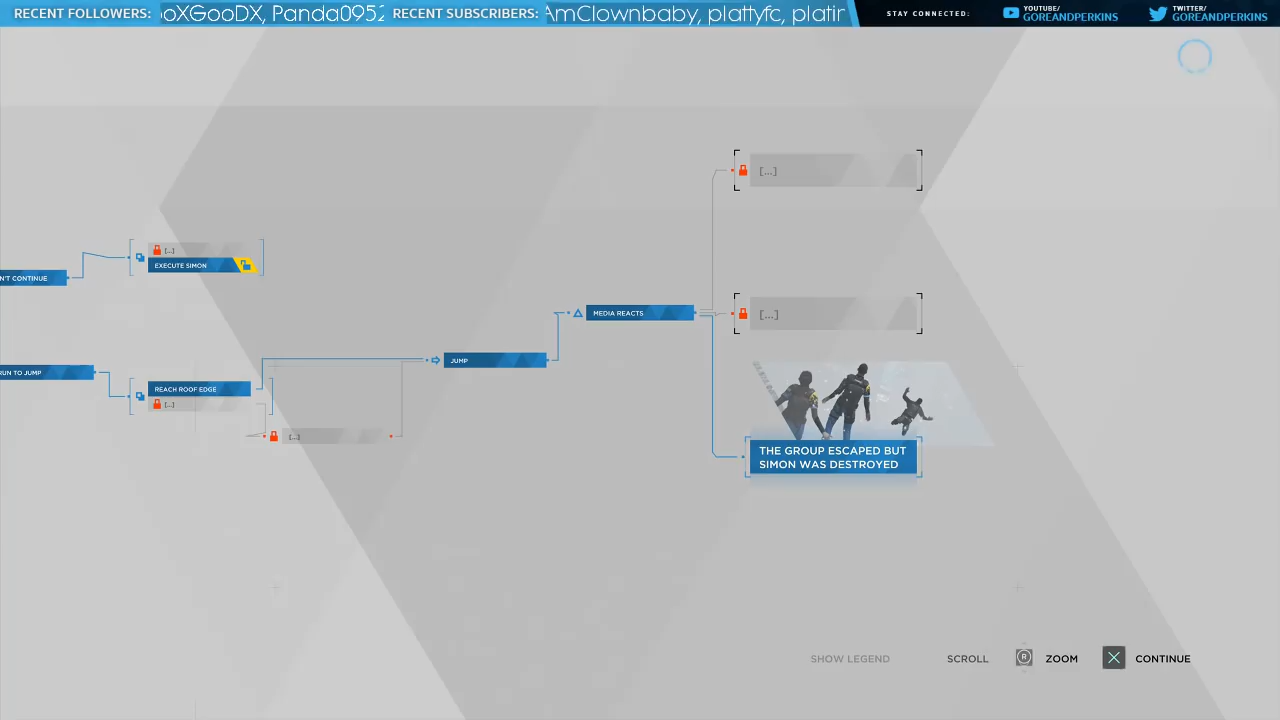 RECENT FOLLOWERS:
oXGooDX, Panda0952
RECENT SUBSCRIBERS:
AmClownbaby, plattyfc, platir
STAY CONNECTED:
YOUTUBE/
GOREANDPERKINS
TWITTER/
GOREANDPERKINS
[...]
[...]
EXECUTE SIMON
N'T CONTINUE
MEDIA REACTS
[...]
JUMP
RUN TO JUMP
REACH ROOF EDGE
[...]
[...]
THE GROUP ESCAPED BUT
SIMON WAS DESTROYED
SHOW LEGEND
SCROLL
R
ZOOM
CONTINUE